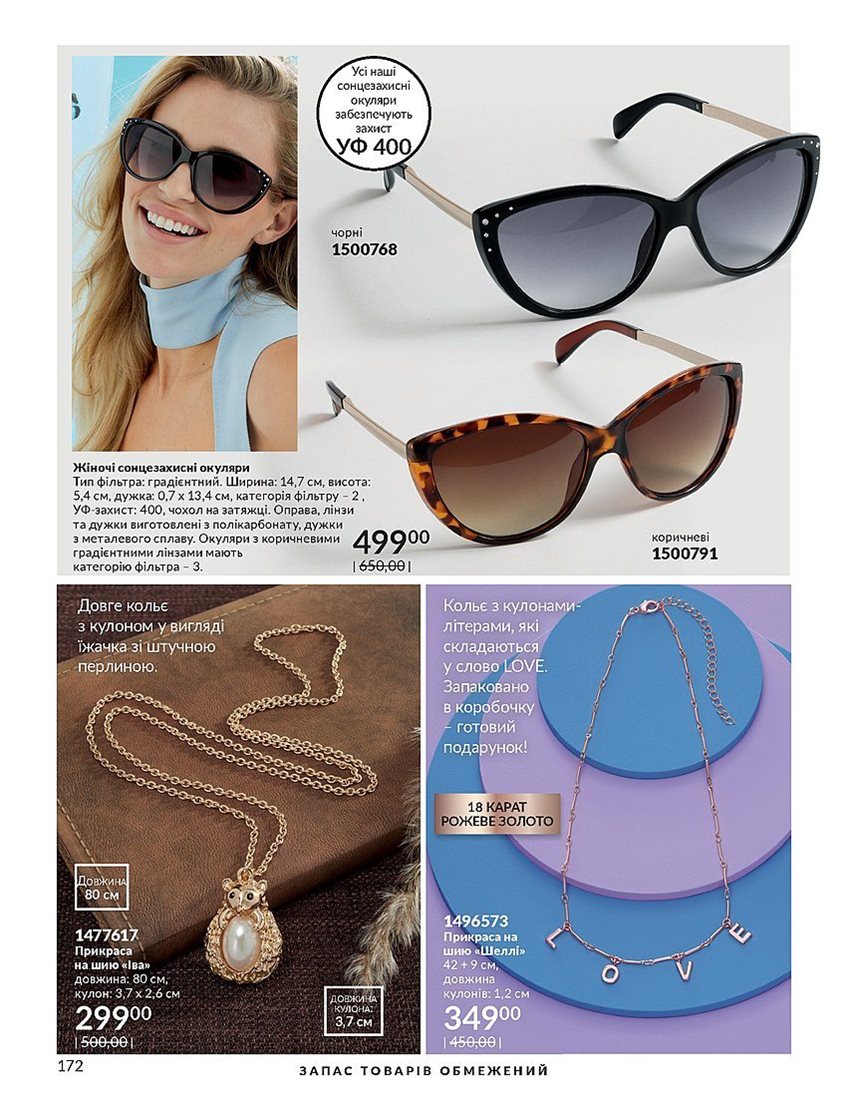 Усі наші
сонцезахисні
окуляри
забезпечують
захист
УФ 400
чорні
1500768
Жіночі сонцезахисні окуляри
Тип фільтра: градієнтний. Ширина: 14,7 см, висота:
5,4 см, дужка: 0,7 х 13,4 см, категорія фільтру – 2 ,
УФ-захист: 400, чохол на затяжці. Оправа, лінзи
та дужки виготовлені з полікарбонату, дужки
з металевого сплаву. Окуляри з коричневими
градієнтними лінзами мають
категорію фільтра – 3.
49900
|650,00|
коричневі
1500791
Довге кольє
з кулоном у вигляді
їжачка зі штучною
перлиною.
Довжина
80 см
1477617
Прикраса
на шию «Іва»
довжина: 80 см,
кулон: 3,7 х 2,6 см
29900
|500,00|
ДОВЖИНА
КУЛОНА:
3,7 см
Кольє з кулонами-
літерами, які
складаються
у слово LOVE.
Запаковано
в коробочку
– готовий
подарунок!
18 КАРАТ
РОЖЕВЕ ЗОЛОТО
1496573
Прикраса на
шию «Шеллі»
42 + 9 см,
довжина
кулонів: 1,2 см
34900
|450,00|
L O V E
172
ЗАПАС ТОВАРІВ ОБМЕЖЕНИЙ